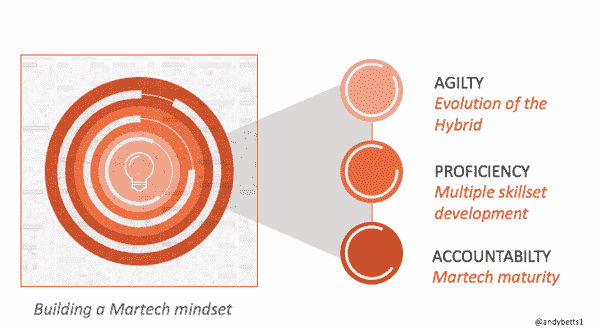 AGILTY
Evolution of the
Hybrid
PROFICIENCY
Multiple skillset
development
ACCOUNTABILTY
Martech maturity
Building a Martech mindset
@andybetts1